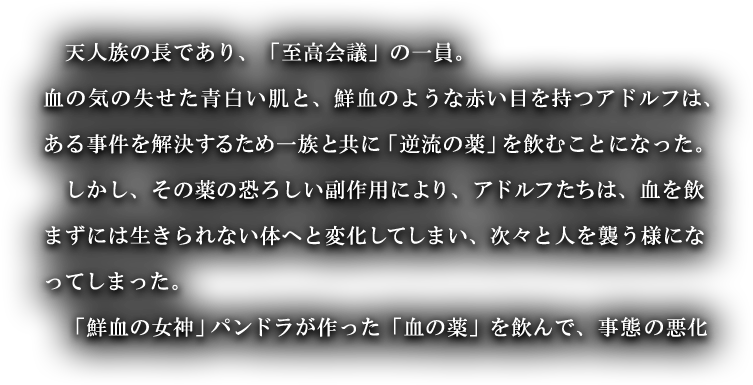 天人族の長であり、「至高会議」の一員。
血の気の失せた青白い肌と、鮮血のような赤い目を持つアドルフは、
ある事件を解決するため一族と共に「逆流の薬」を飲むことになった。
しかし、その薬の恐ろしい副作用により、アドルフたちは、血を飲
まずには生きられない体へと変化してしまい、次々と人を襲う様にな
ってしまった。
「鮮血の女神」パンドラが作った「血の薬」を飲んで、事態の悪化